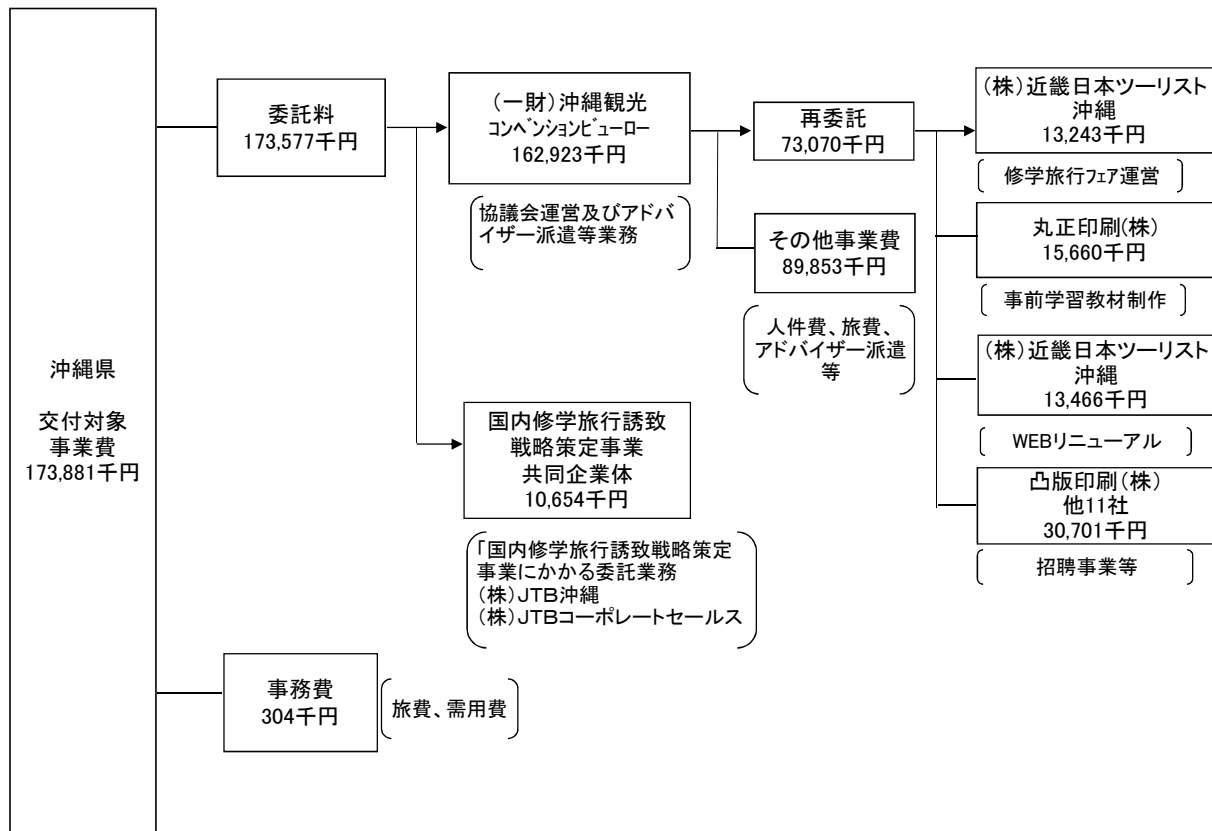 沖縄県
交付対象
事業費
173,881千円
委託料
173,577千円
(一財)沖縄観光
コンベンションビューロー
162,923千円
協議会運営及びアドバ
イザー派遣等業務
再委託
73,070千円
その他事業費
89,853千円
人件費、旅費、
アドバイザー派遣
等
(株)近畿日本ツーリスト
沖縄
13,243千円
修学旅行フェア運営
丸正印刷(株)
15,660千円
事前学習教材制作
(株)近畿日本ツーリスト
沖縄
13,466千円
WEBリニューアル
凸版印刷(株)
他11社
30,701千円
招聘事業等
国内修学旅行誘致
戦略策定事業
共同企業体
10,654千円
「国内修学旅行誘致戦略策定
事業にかかる委託業務
(株)JTB沖縄
(株)JTBコーポレートセールス
事務費
304千円
旅費、需用費